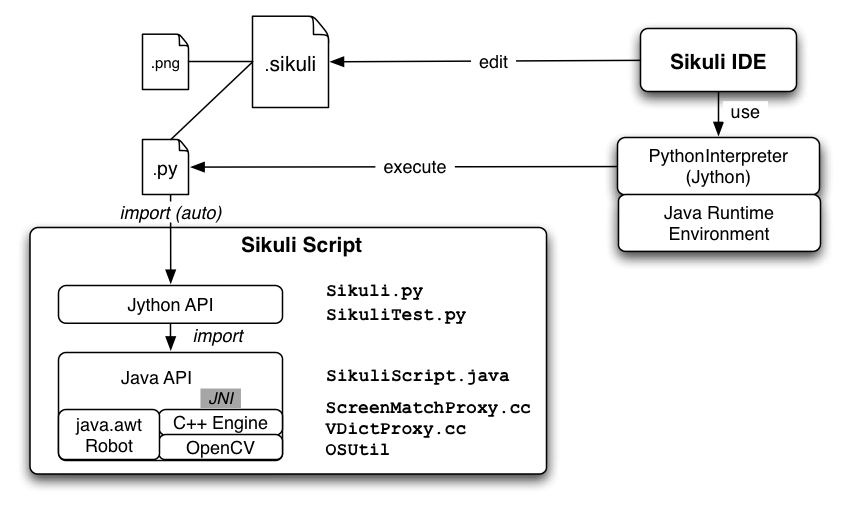 .png
.sikuli
edit
Sikuli IDE
use
.py
execute
PythonInterpreter
(Jython)
Java Runtime
Environment
import (auto)
Sikuli Script
Jython API
Sikuli.py
SikuliTest.py
import
Java API
SikuliScript.java
JNI
java.awt
Robot
C++ Engine
OpenCV
ScreenMatchProxy.cc
VDictProxy.cc
OSUtil